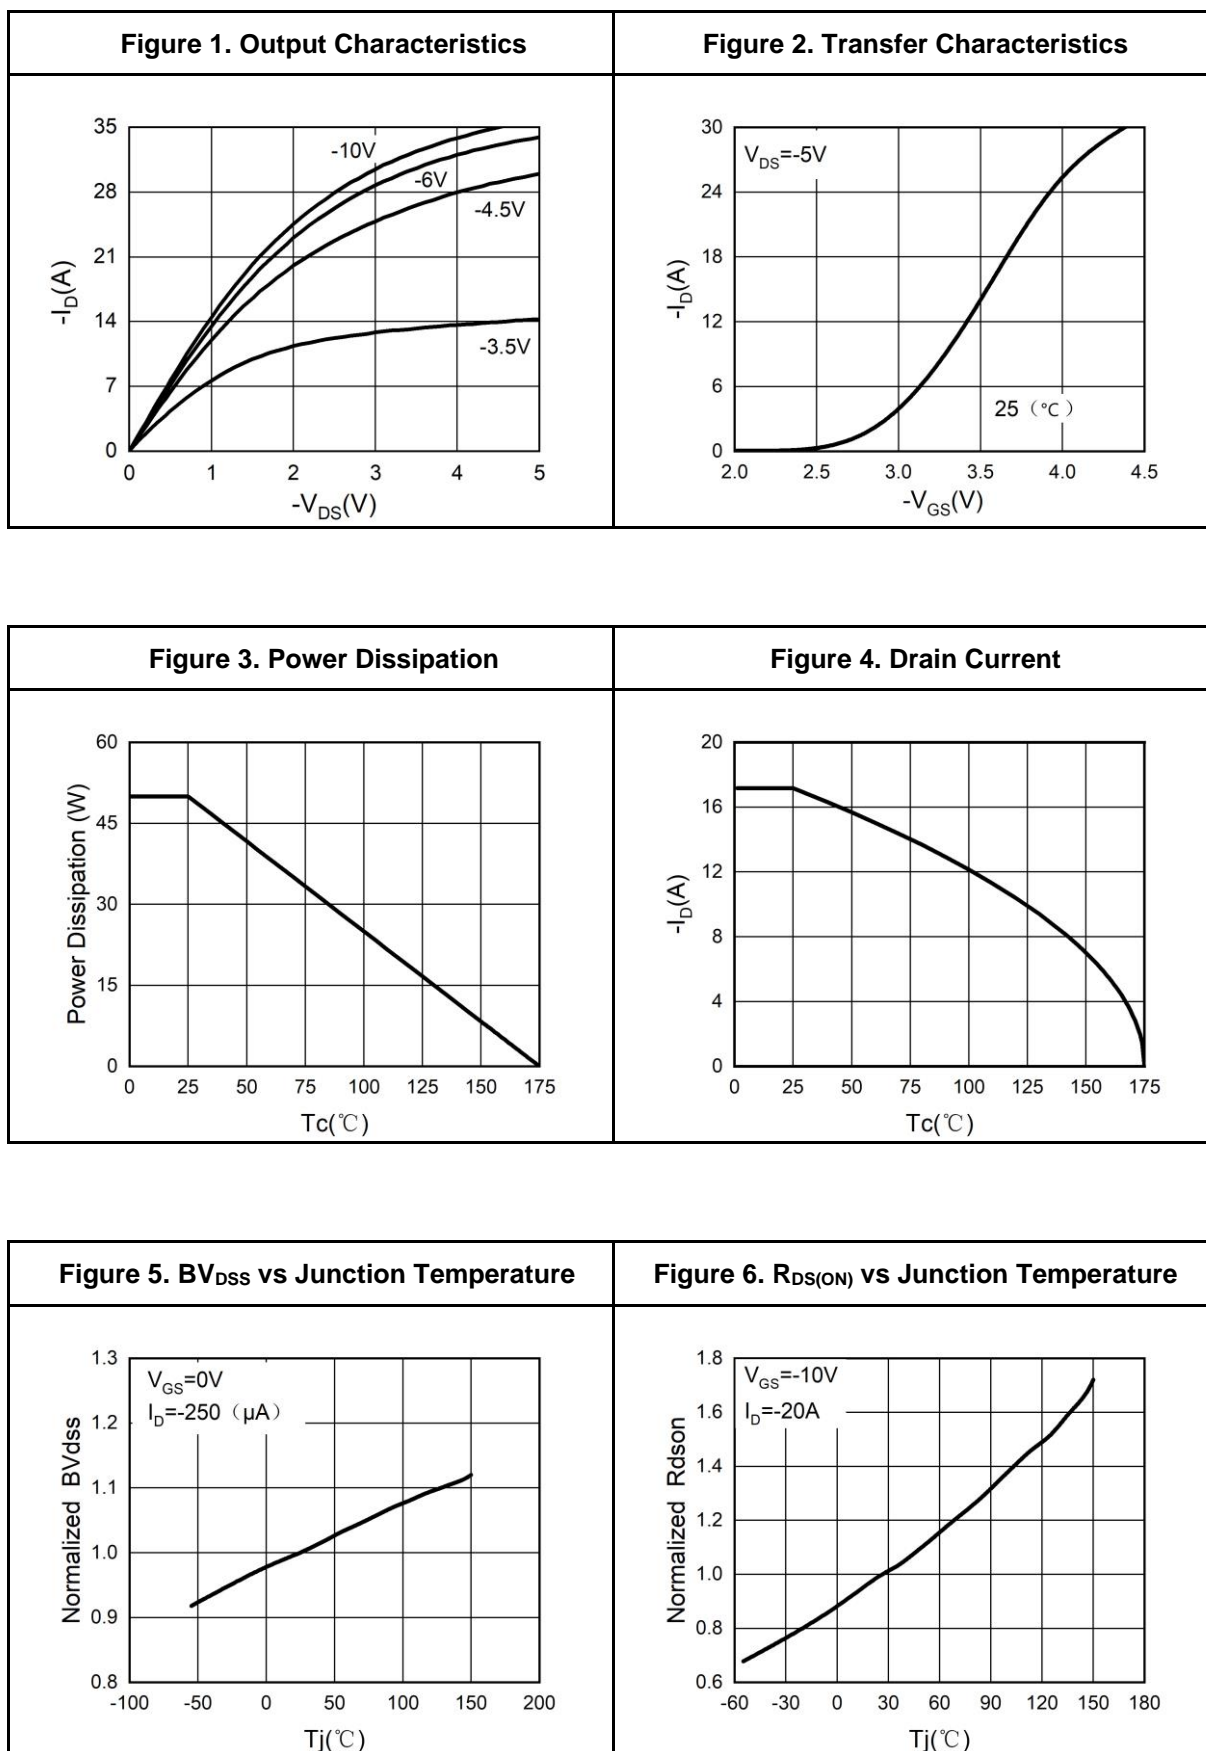 Figure 1. Output Characteristics
Figure 2. Transfer Characteristics
35
28
21
14
7
0
-I_D(A)
-10V
-6V
-4.5V
-3.5V
0 1 2 3 4 5
-V_DS(V)
30
24
18
12
6
0
-I_D(A)
V_DS=-5V
25（℃）
2.0 2.5 3.0 3.5 4.0 4.5
-V_GS(V)
Figure 3. Power Dissipation
Figure 4. Drain Current
60
45
30
15
0
Power Dissipation (W)
0 25 50 75 100 125 150 175
Tc(℃)
20
16
12
8
4
0
-I_D(A)
0 25 50 75 100 125 150 175
Tc(℃)
Figure 5. BV_DSS vs Junction Temperature
Figure 6. R_DS(ON) vs Junction Temperature
1.3
1.2
1.1
1.0
0.9
0.8
Normalized BVdss
V_GS=0V
I_D=-250（μA）
-100 -50 0 50 100 150 200
Tj(℃)
1.8
1.6
1.4
1.2
1.0
0.8
0.6
Normalized Rdson
V_GS=-10V
I_D=-20A
-60 -30 0 30 60 90 120 150 180
Tj(℃)